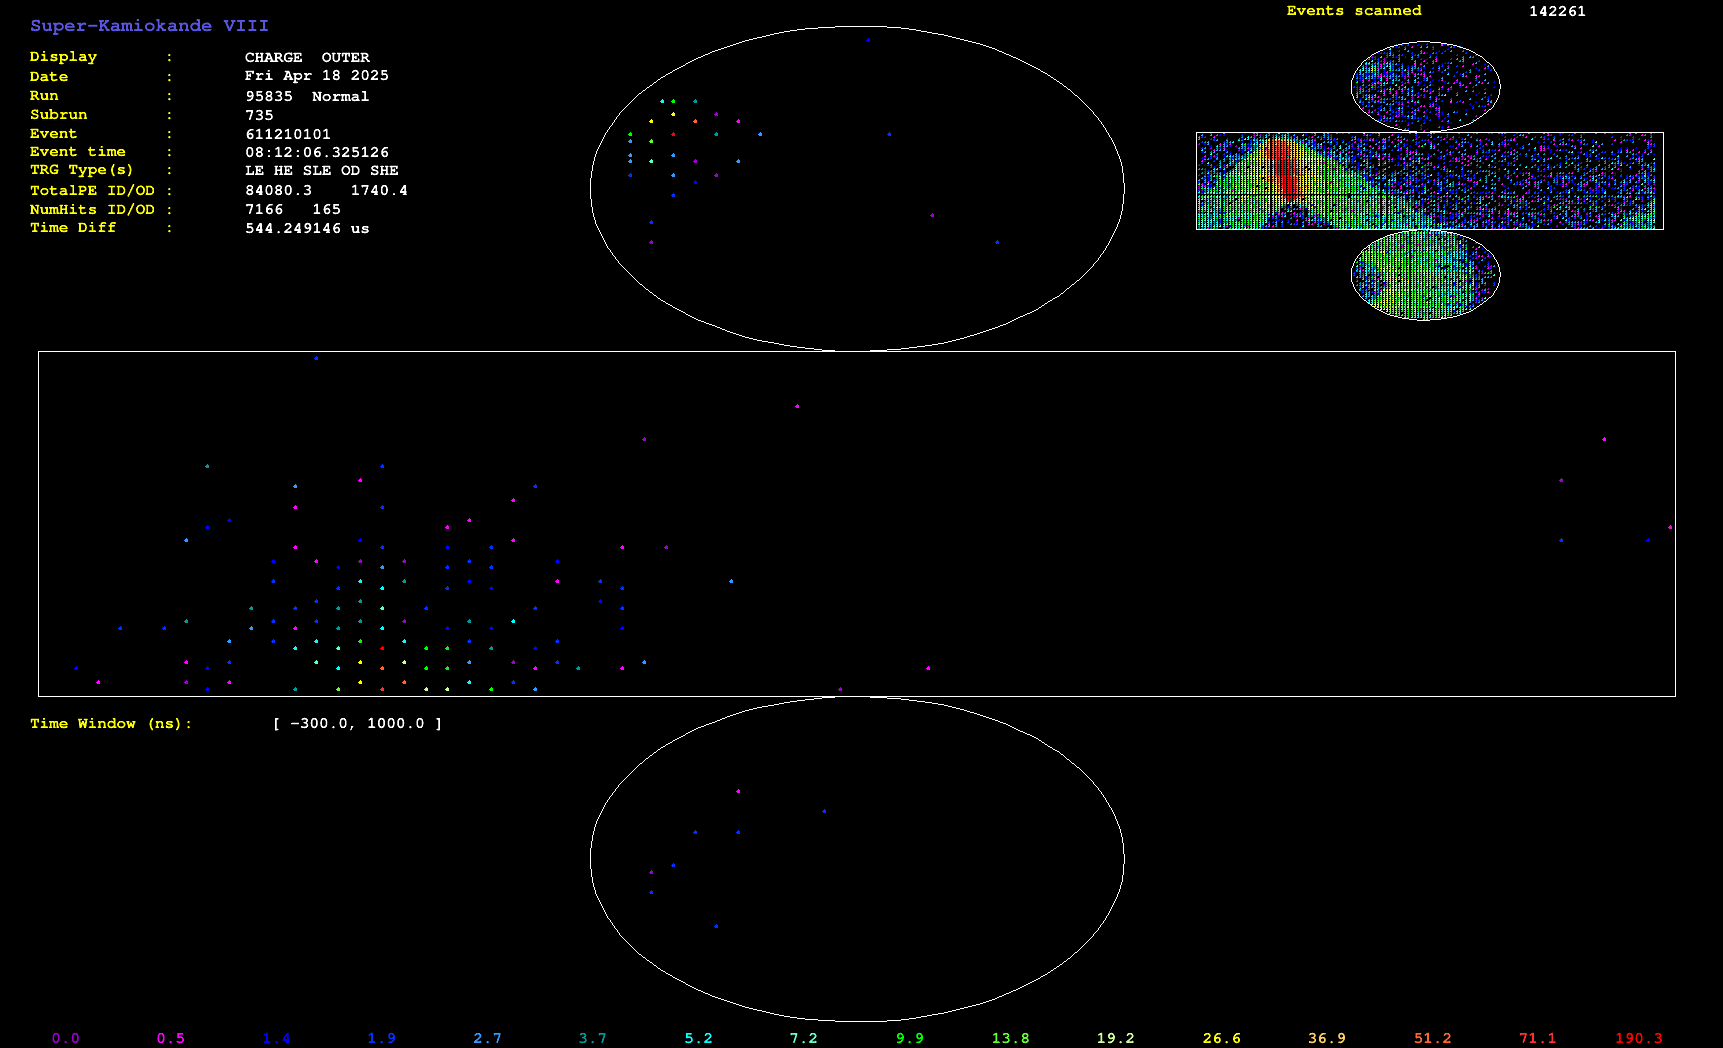 Super-Kamiokande VIII
Display : CHARGE OUTER
Date : Fri Apr 18 2025
Run : 95835 Normal
Subrun : 735
Event : 611210101
Event time : 08:12:06.325126
TRG Type(s) : LE HE SLE OD SHE
TotalPE ID/OD : 84080.3 1740.4
NumHits ID/OD : 7166 165
Time Diff : 544.249146 us
Events scanned 142261
Time Window (ns): [ -300.0, 1000.0 ]
0.0 0.5 1.4 1.9 2.7 3.7 5.2 7.2 9.9 13.8 19.2 26.6 36.9 51.2 71.1 190.3